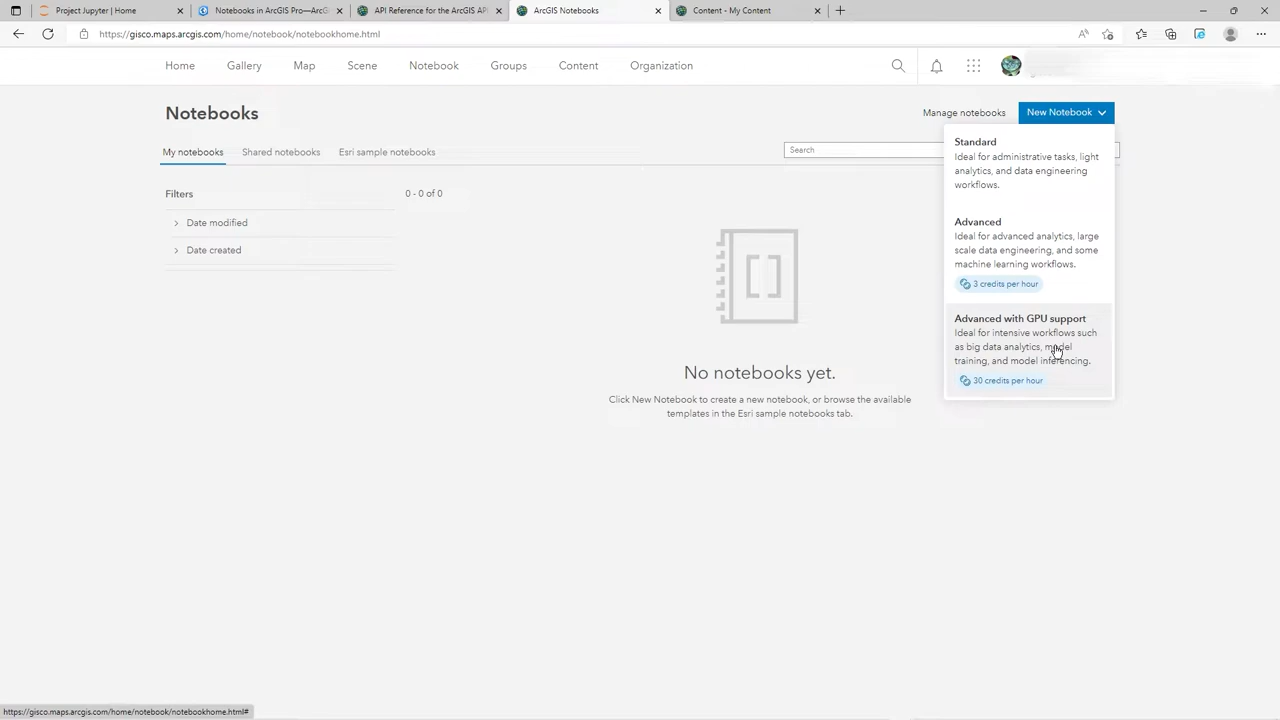 Project Jupyter | Home
Notebooks in ArcGIS Pro—ArcG
API Reference for the ArcGIS API
ArcGIS Notebooks
Content - My Content
https://gisco.maps.arcgis.com/home/notebook/notebookhome.html
Home
Gallery
Map
Scene
Notebook
Groups
Content
Organization
Notebooks
Manage notebooks
New Notebook
My notebooks
Shared notebooks
Esri sample notebooks
Search
Standard
Ideal for administrative tasks, light
analytics, and data engineering
workflows.
Filters
0 - 0 of 0
Date modified
Date created
Advanced
Ideal for advanced analytics, large
scale data engineering, and some
machine learning workflows.
3 credits per hour
Advanced with GPU support
Ideal for intensive workflows such
as big data analytics, model
training, and model inferencing.
30 credits per hour
No notebooks yet.
Click New Notebook to create a new notebook, or browse the available
templates in the Esri sample notebooks tab.
https://gisco.maps.arcgis.com/home/notebook/notebookhome.html#